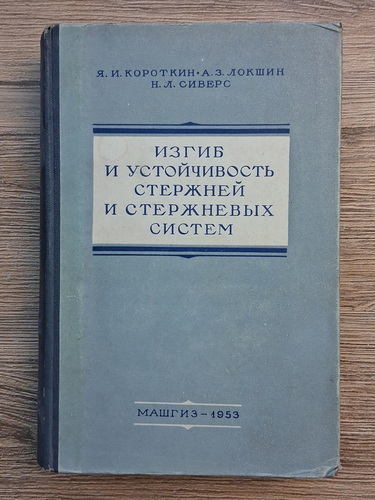 Я. И. КОРОТКИН • А. З. ЛОКШИН
Н. Л. СИВЕРС
ИЗГИБ
И УСТОЙЧИВОСТЬ
СТЕРЖНЕЙ
И СТЕРЖНЕВЫХ
СИСТЕМ
МАШГИЗ – 1953